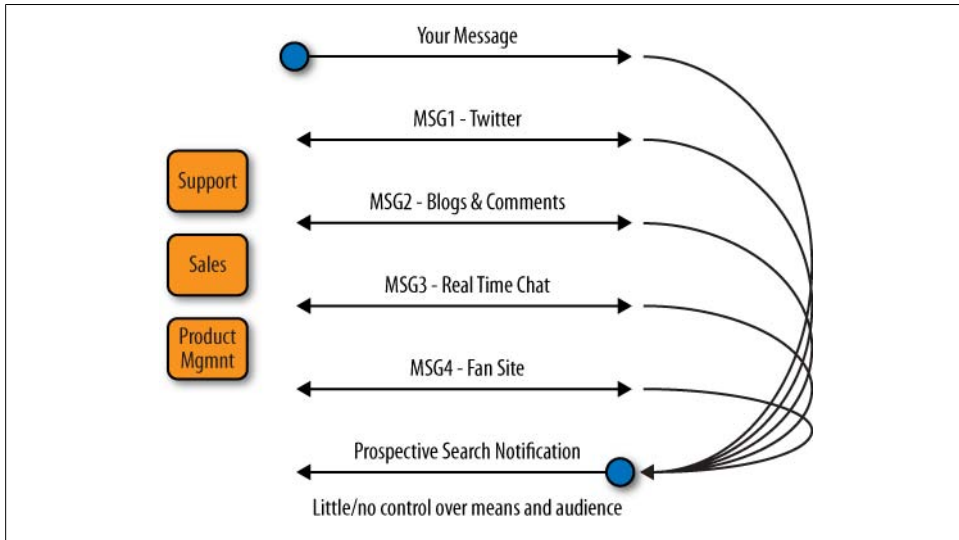 Your Message
MSG1 - Twitter
Support
MSG2 - Blogs & Comments
Sales
MSG3 - Real Time Chat
Product
Mgmnt
MSG4 - Fan Site
Prospective Search Notification
Little/no control over means and audience